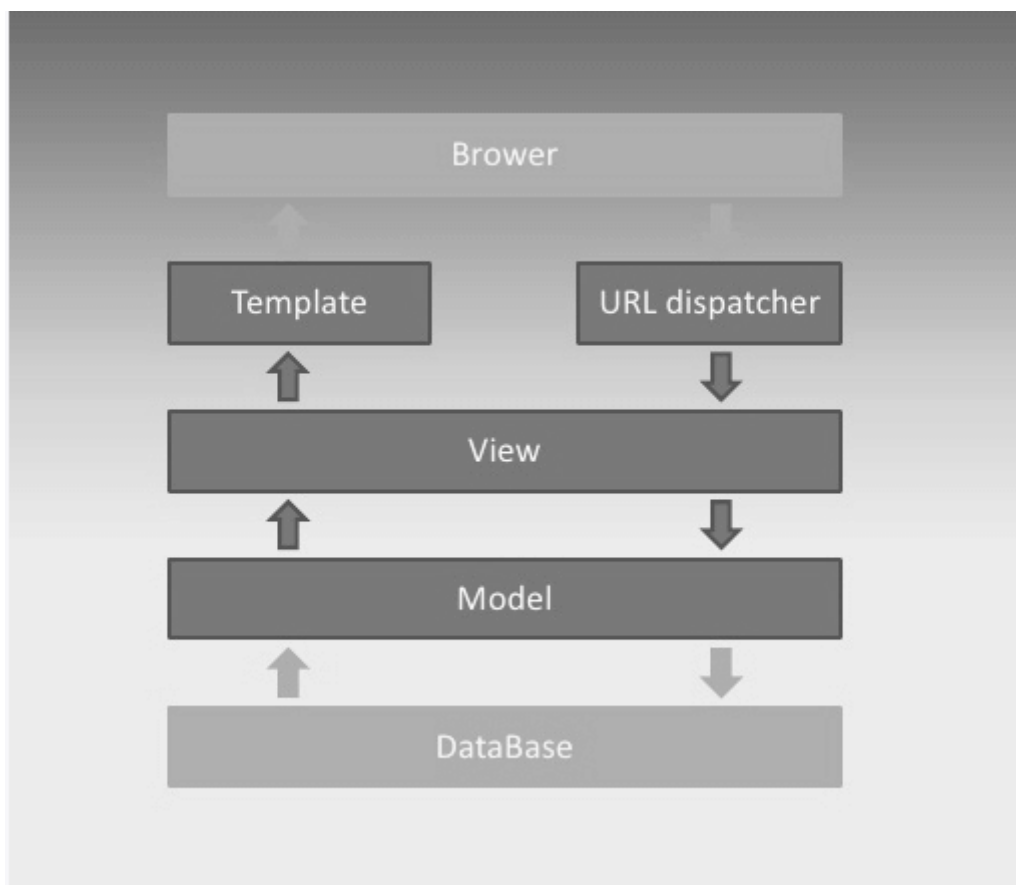 Brower
Template
URL dispatcher
View
Model
DataBase